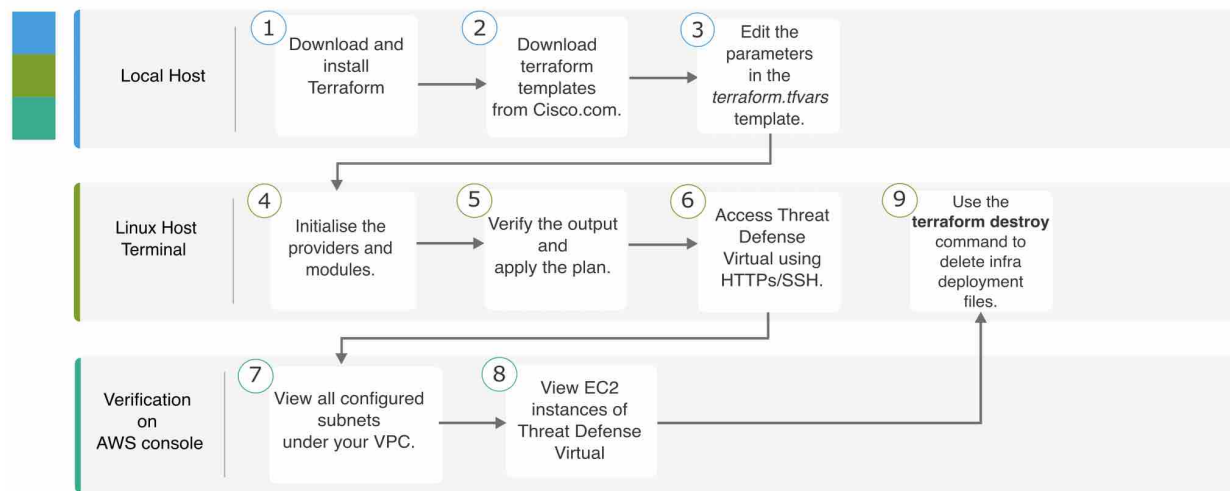 Local Host
1
Download and
install
Terraform
2
Download
terraform
templates
from Cisco.com.
3
Edit the
parameters
in the
terraform.tfvars
template.
Linux Host
Terminal
4
Initialise the
providers and
modules.
5
Verify the output
and
apply the plan.
6
Access Threat
Defense
Virtual using
HTTPs/SSH.
9
Use the
terraform destroy
command to
delete infra
deployment
files.
Verification
on
AWS console
7
View all configured
subnets
under your VPC.
8
View EC2
instances of
Threat Defense
Virtual